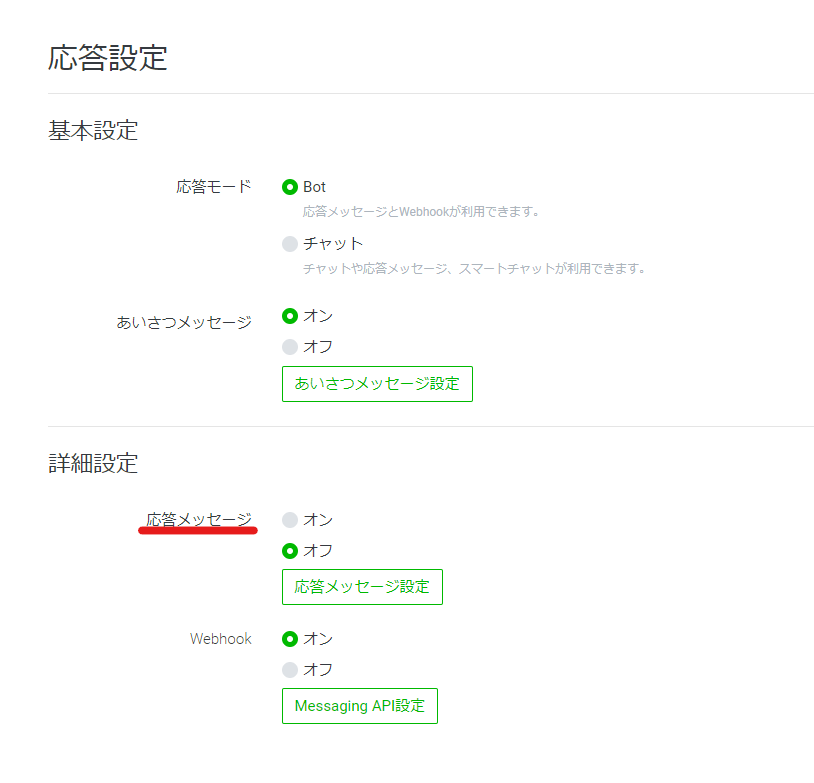 応答設定
基本設定
応答モード
Bot
応答メッセージとWebhookが利用できます。
チャット
チャットや応答メッセージ、スマートチャットが利用できます。
あいさつメッセージ
オン
オフ
あいさつメッセージ設定
詳細設定
応答メッセージ
オン
オフ
応答メッセージ設定
Webhook
オン
オフ
Messaging API設定